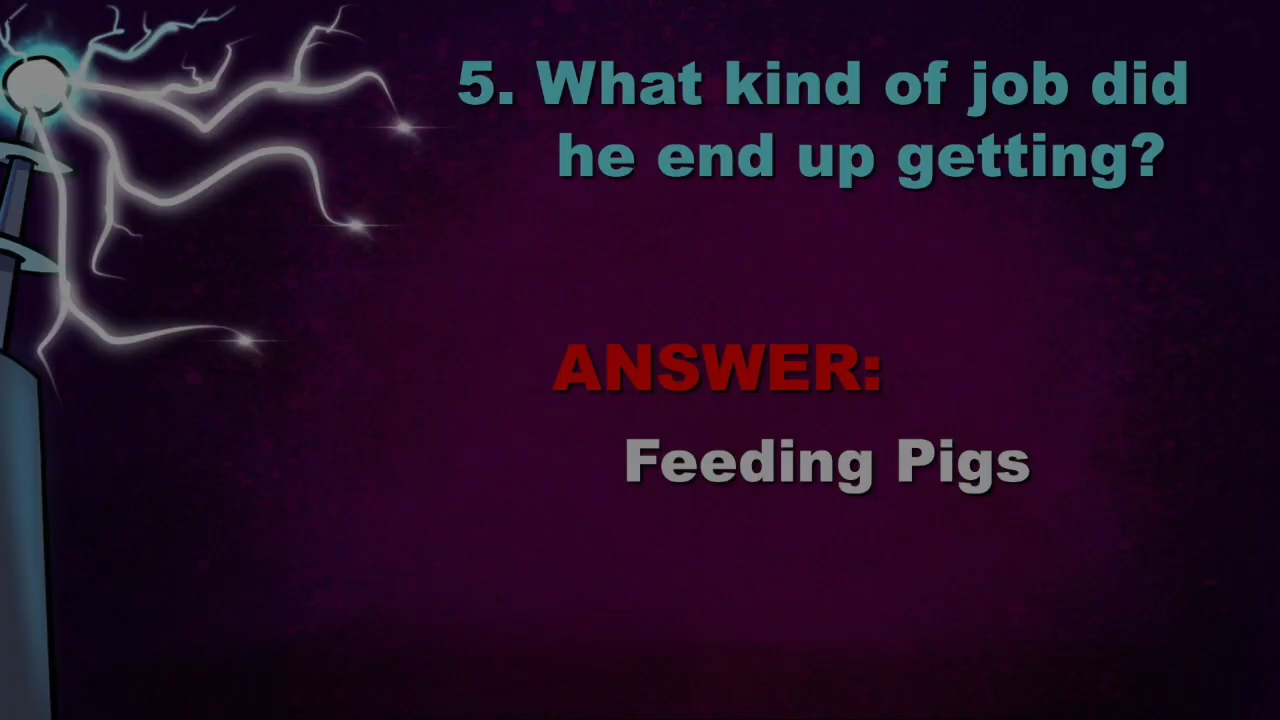 5. What kind of job did
he end up getting?
ANSWER:
Feeding Pigs